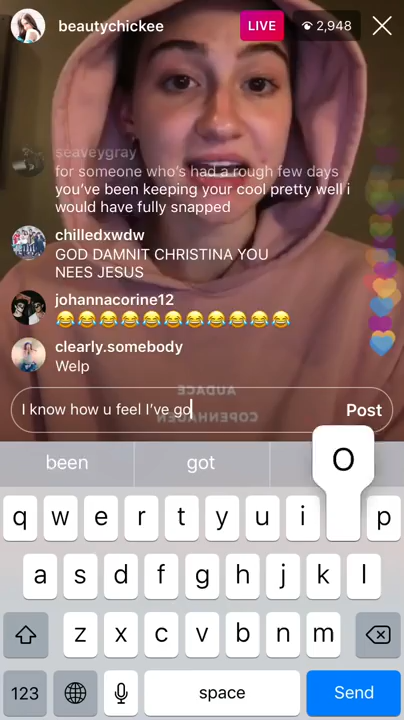 beautychickee
LIVE
2,948
seaveygray
for someone who's had a rough few days
you've been keeping your cool pretty well i
would have fully snapped
chilledxwdw
GOD DAMNIT CHRISTINA YOU
NEES JESUS
johannacorine12
😂😂😂😂😂😂😂😂😂😂😂
clearly.somebody
Welp
AUDACE
COPENHAGEN
I know how u feel I've go
Post
been
got
O
q w e r t y u i p
a s d f g h j k l
z x c v b n m
123
space
Send